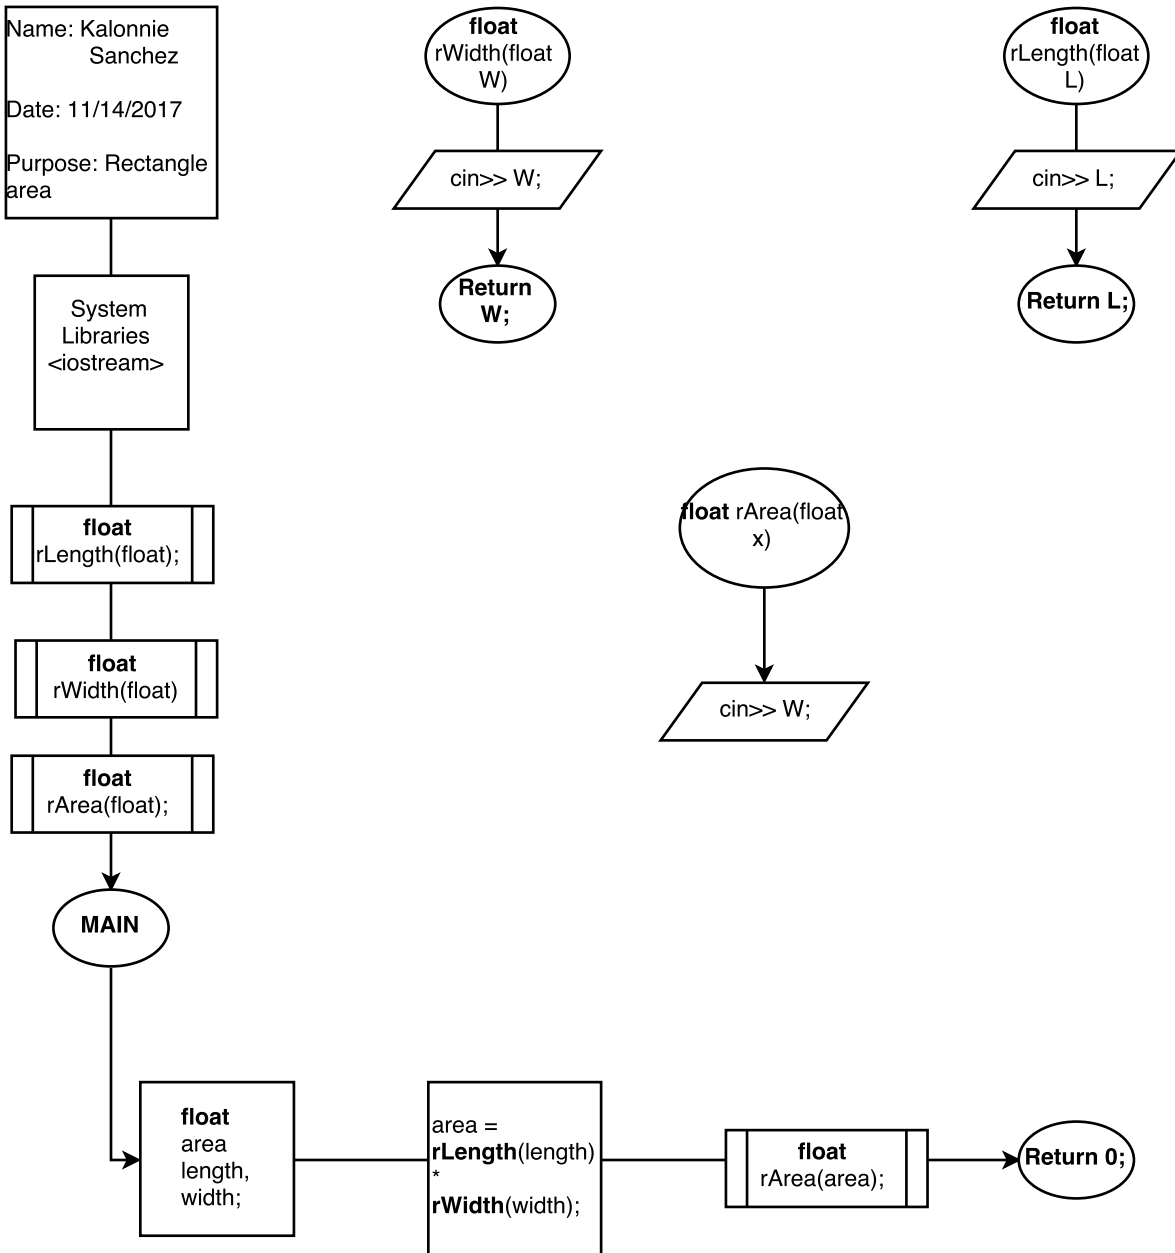 Name: Kalonnie
Sanchez
Date: 11/14/2017
Purpose: Rectangle
area
System
Libraries
<iostream>
float
rLength(float);
float
rWidth(float)
float
rArea(float);
MAIN
float
area
length,
width;
area =
rLength(length)
*
rWidth(width);
float
rArea(area);
Return 0;
float
rWidth(float
W)
cin>> W;
Return
W;
float
rLength(float
L)
cin>> L;
Return L;
float rArea(float
x)
cin>> W;